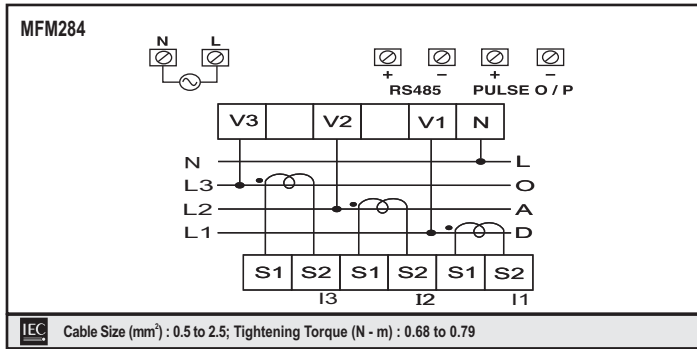 MFM284
N L
+ − + −
RS485 PULSE O / P
V3 V2 V1 N
N L
L3 O
L2 A
L1 D
S1 S2 S1 S2 S1 S2
I3 I2 I1
IEC Cable Size (mm²) : 0.5 to 2.5; Tightening Torque (N - m) : 0.68 to 0.79